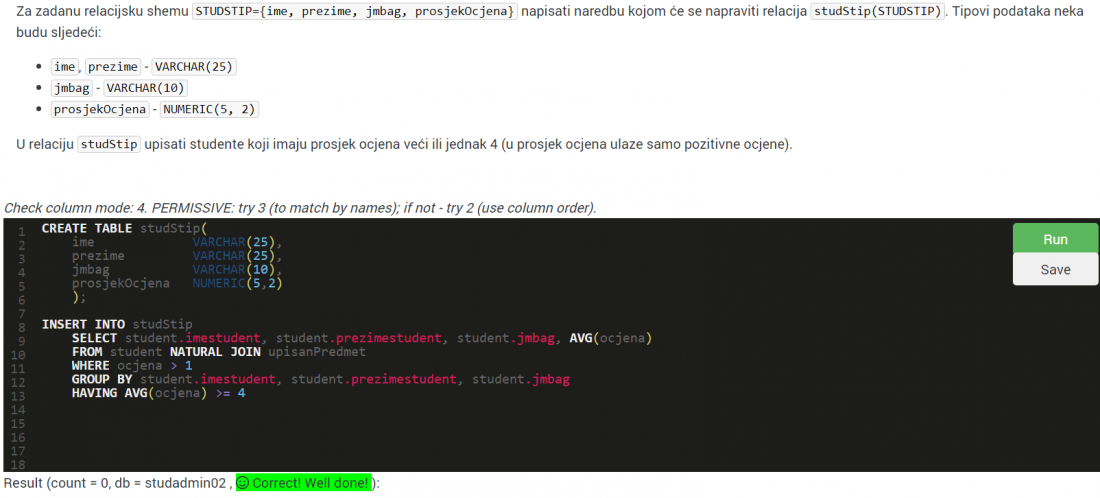 Za zadanu relacijsku shemu STUDSTIP={ime, prezime, jmbag, prosjekOcjena} napisati naredbu kojom će se napraviti relacija studStip(STUDSTIP). Tipovi podataka neka
budu sljedeći:
• ime, prezime - VARCHAR(25)
• jmbag - VARCHAR(10)
• prosjekOcjena - NUMERIC(5, 2)
U relaciju studStip upisati studente koji imaju prosjek ocjena veći ili jednak 4 (u prosjek ocjena ulaze samo pozitivne ocjene).
Check column mode: 4. PERMISSIVE: try 3 (to match by names); if not - try 2 (use column order).
1 CREATE TABLE studStip(
2 ime VARCHAR(25),
3 prezime VARCHAR(25),
4 jmbag VARCHAR(10),
5 prosjekOcjena NUMERIC(5,2)
6 );
7
8 INSERT INTO studStip
9 SELECT student.imestudent, student.prezimestudent, student.jmbag, AVG(ocjena)
10 FROM student NATURAL JOIN upisanPredmet
11 WHERE ocjena > 1
12 GROUP BY student.imestudent, student.prezimestudent, student.jmbag
13 HAVING AVG(ocjena) >= 4
14
15
16
17
18
Run
Save
Result (count = 0, db = studadmin02 , Correct! Well done! ):